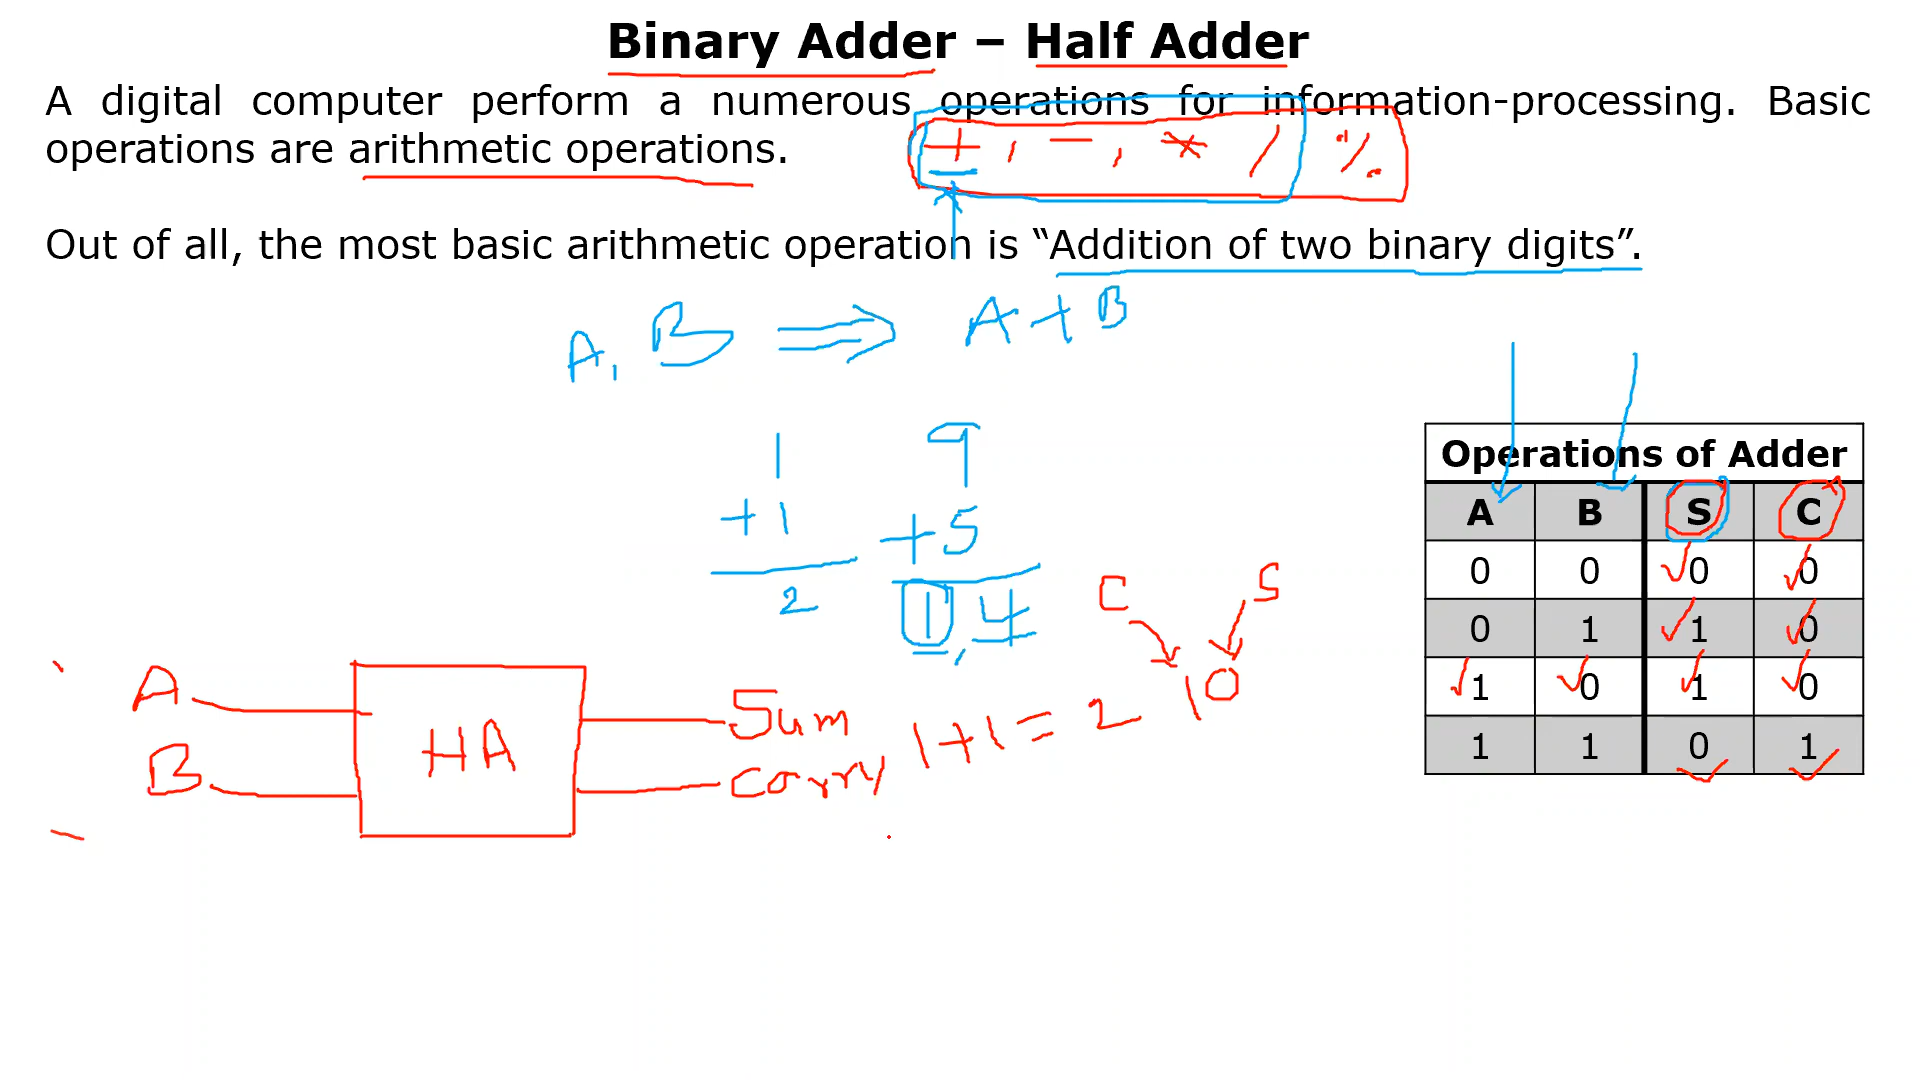 Binary Adder – Half Adder
A digital computer perform a numerous operations for information-processing. Basic
operations are arithmetic operations.
+ , - , * / %
Out of all, the most basic arithmetic operation is “Addition of two binary digits”.
A, B ⇒ A + B
1 9
+1 +5
2 1,4
C S
10
1+1=2
A HA Sum
B Carry
Operations of Adder
A B S C
0 0 0 0
0 1 1 0
1 0 1 0
1 1 0 1